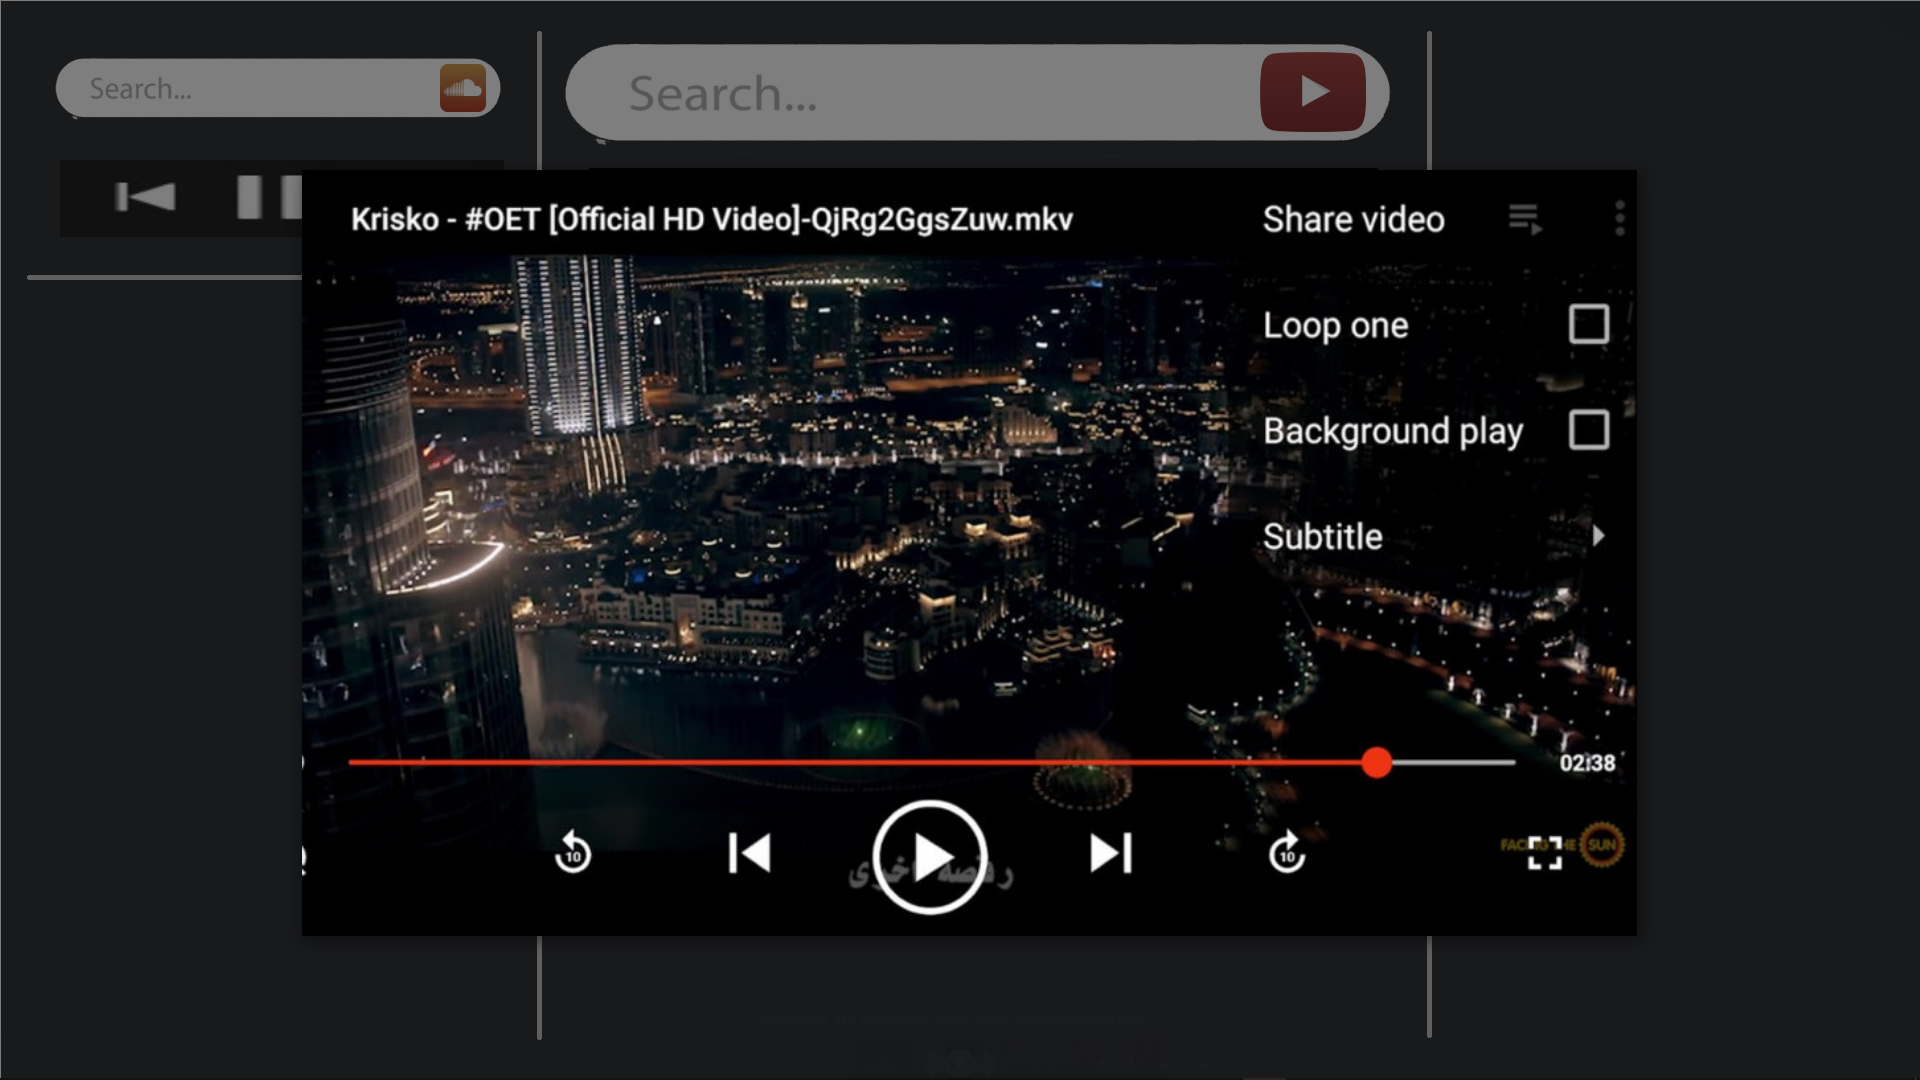 Search...
Search...
Krisko - #OET [Official HD Video]-QjRg2GgsZuw.mkv
Share video
Loop one
Background play
Subtitle
02:38
10
10
FACING THE SUN
رقصة أخرى